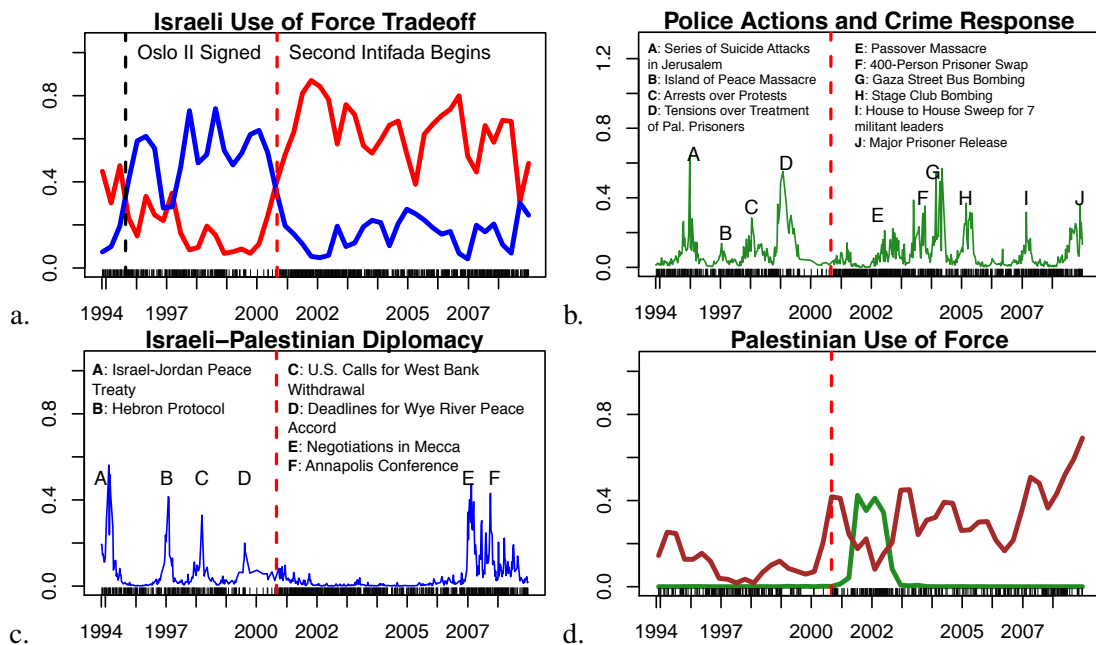 Israeli Use of Force Tradeoff
Oslo II Signed
Second Intifada Begins
0.0
0.4
0.8
1994
1997
2000
2002
2005
2007
a.
Police Actions and Crime Response
A: Series of Suicide Attacks
in Jerusalem
B: Island of Peace Massacre
C: Arrests over Protests
D: Tensions over Treatment
of Pal. Prisoners
E: Passover Massacre
F: 400-Person Prisoner Swap
G: Gaza Street Bus Bombing
H: Stage Club Bombing
I: House to House Sweep for 7
militant leaders
J: Major Prisoner Release
A
B
C
D
E
F
G
H
I
J
0.0
0.4
0.8
1.2
1994
1997
2000
2002
2005
2007
b.
Israeli–Palestinian Diplomacy
A: Israel-Jordan Peace
Treaty
B: Hebron Protocol
C: U.S. Calls for West Bank
Withdrawal
D: Deadlines for Wye River Peace
Accord
E: Negotiations in Mecca
F: Annapolis Conference
A
B
C
D
E
F
0.0
0.4
0.8
1994
1997
2000
2002
2005
2007
c.
Palestinian Use of Force
0.0
0.4
0.8
1994
1997
2000
2002
2005
2007
d.